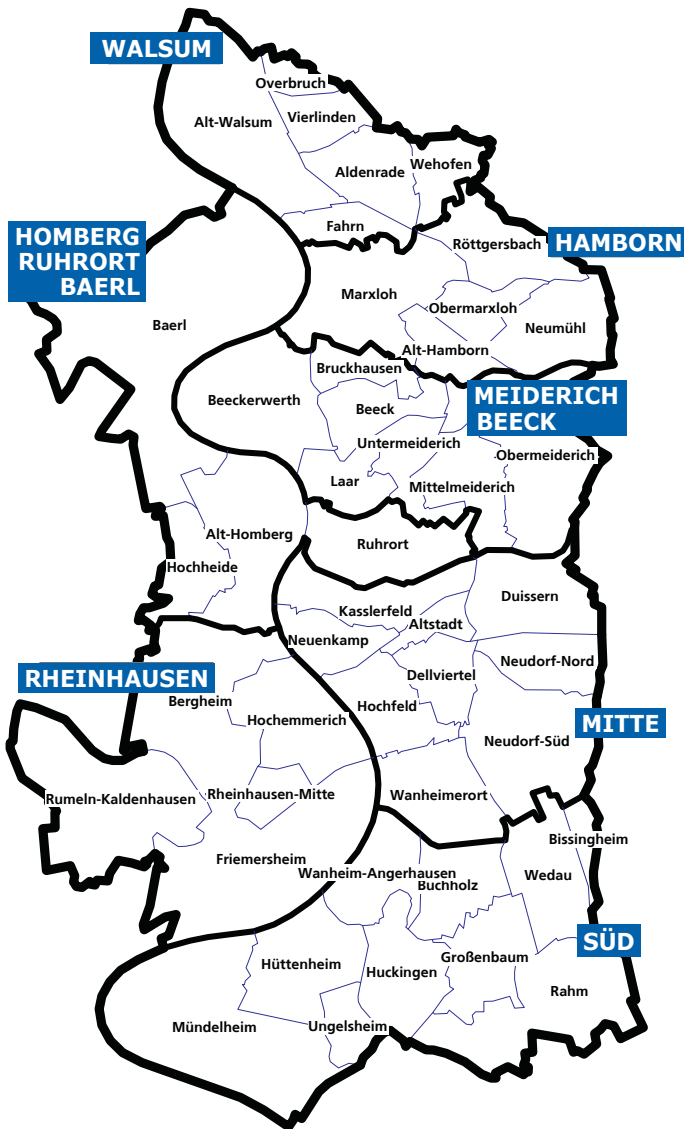 WALSUM
Overbruch
Vierlinden
Alt-Walsum
Wehofen
Aldenrade
Fahrn
HOMBERG
RUHRORT
BAERL
Röttgersbach
HAMBORN
Marxloh
Obermarxloh
Baerl
Neumühl
Alt-Hamborn
Bruckhausen
MEIDERICH
BEECK
Beeckerwerth
Beeck
Untermeiderich
Obermeiderich
Laar
Mittelmeiderich
Alt-Homberg
Ruhrort
Hochheide
Duissern
Kasslerfeld
Altstadt
Neuenkamp
Neudorf-Nord
Dellviertel
RHEINHAUSEN
Bergheim
Hochfeld
Hochemmerich
MITTE
Neudorf-Süd
Rumeln-Kaldenhausen
Rheinhausen-Mitte
Wanheimerort
Bissingheim
Friemersheim
Wanheim-Angerhausen
Wedau
Buchholz
SÜD
Hüttenheim
Großenbaum
Huckingen
Rahm
Mündelheim
Ungelsheim